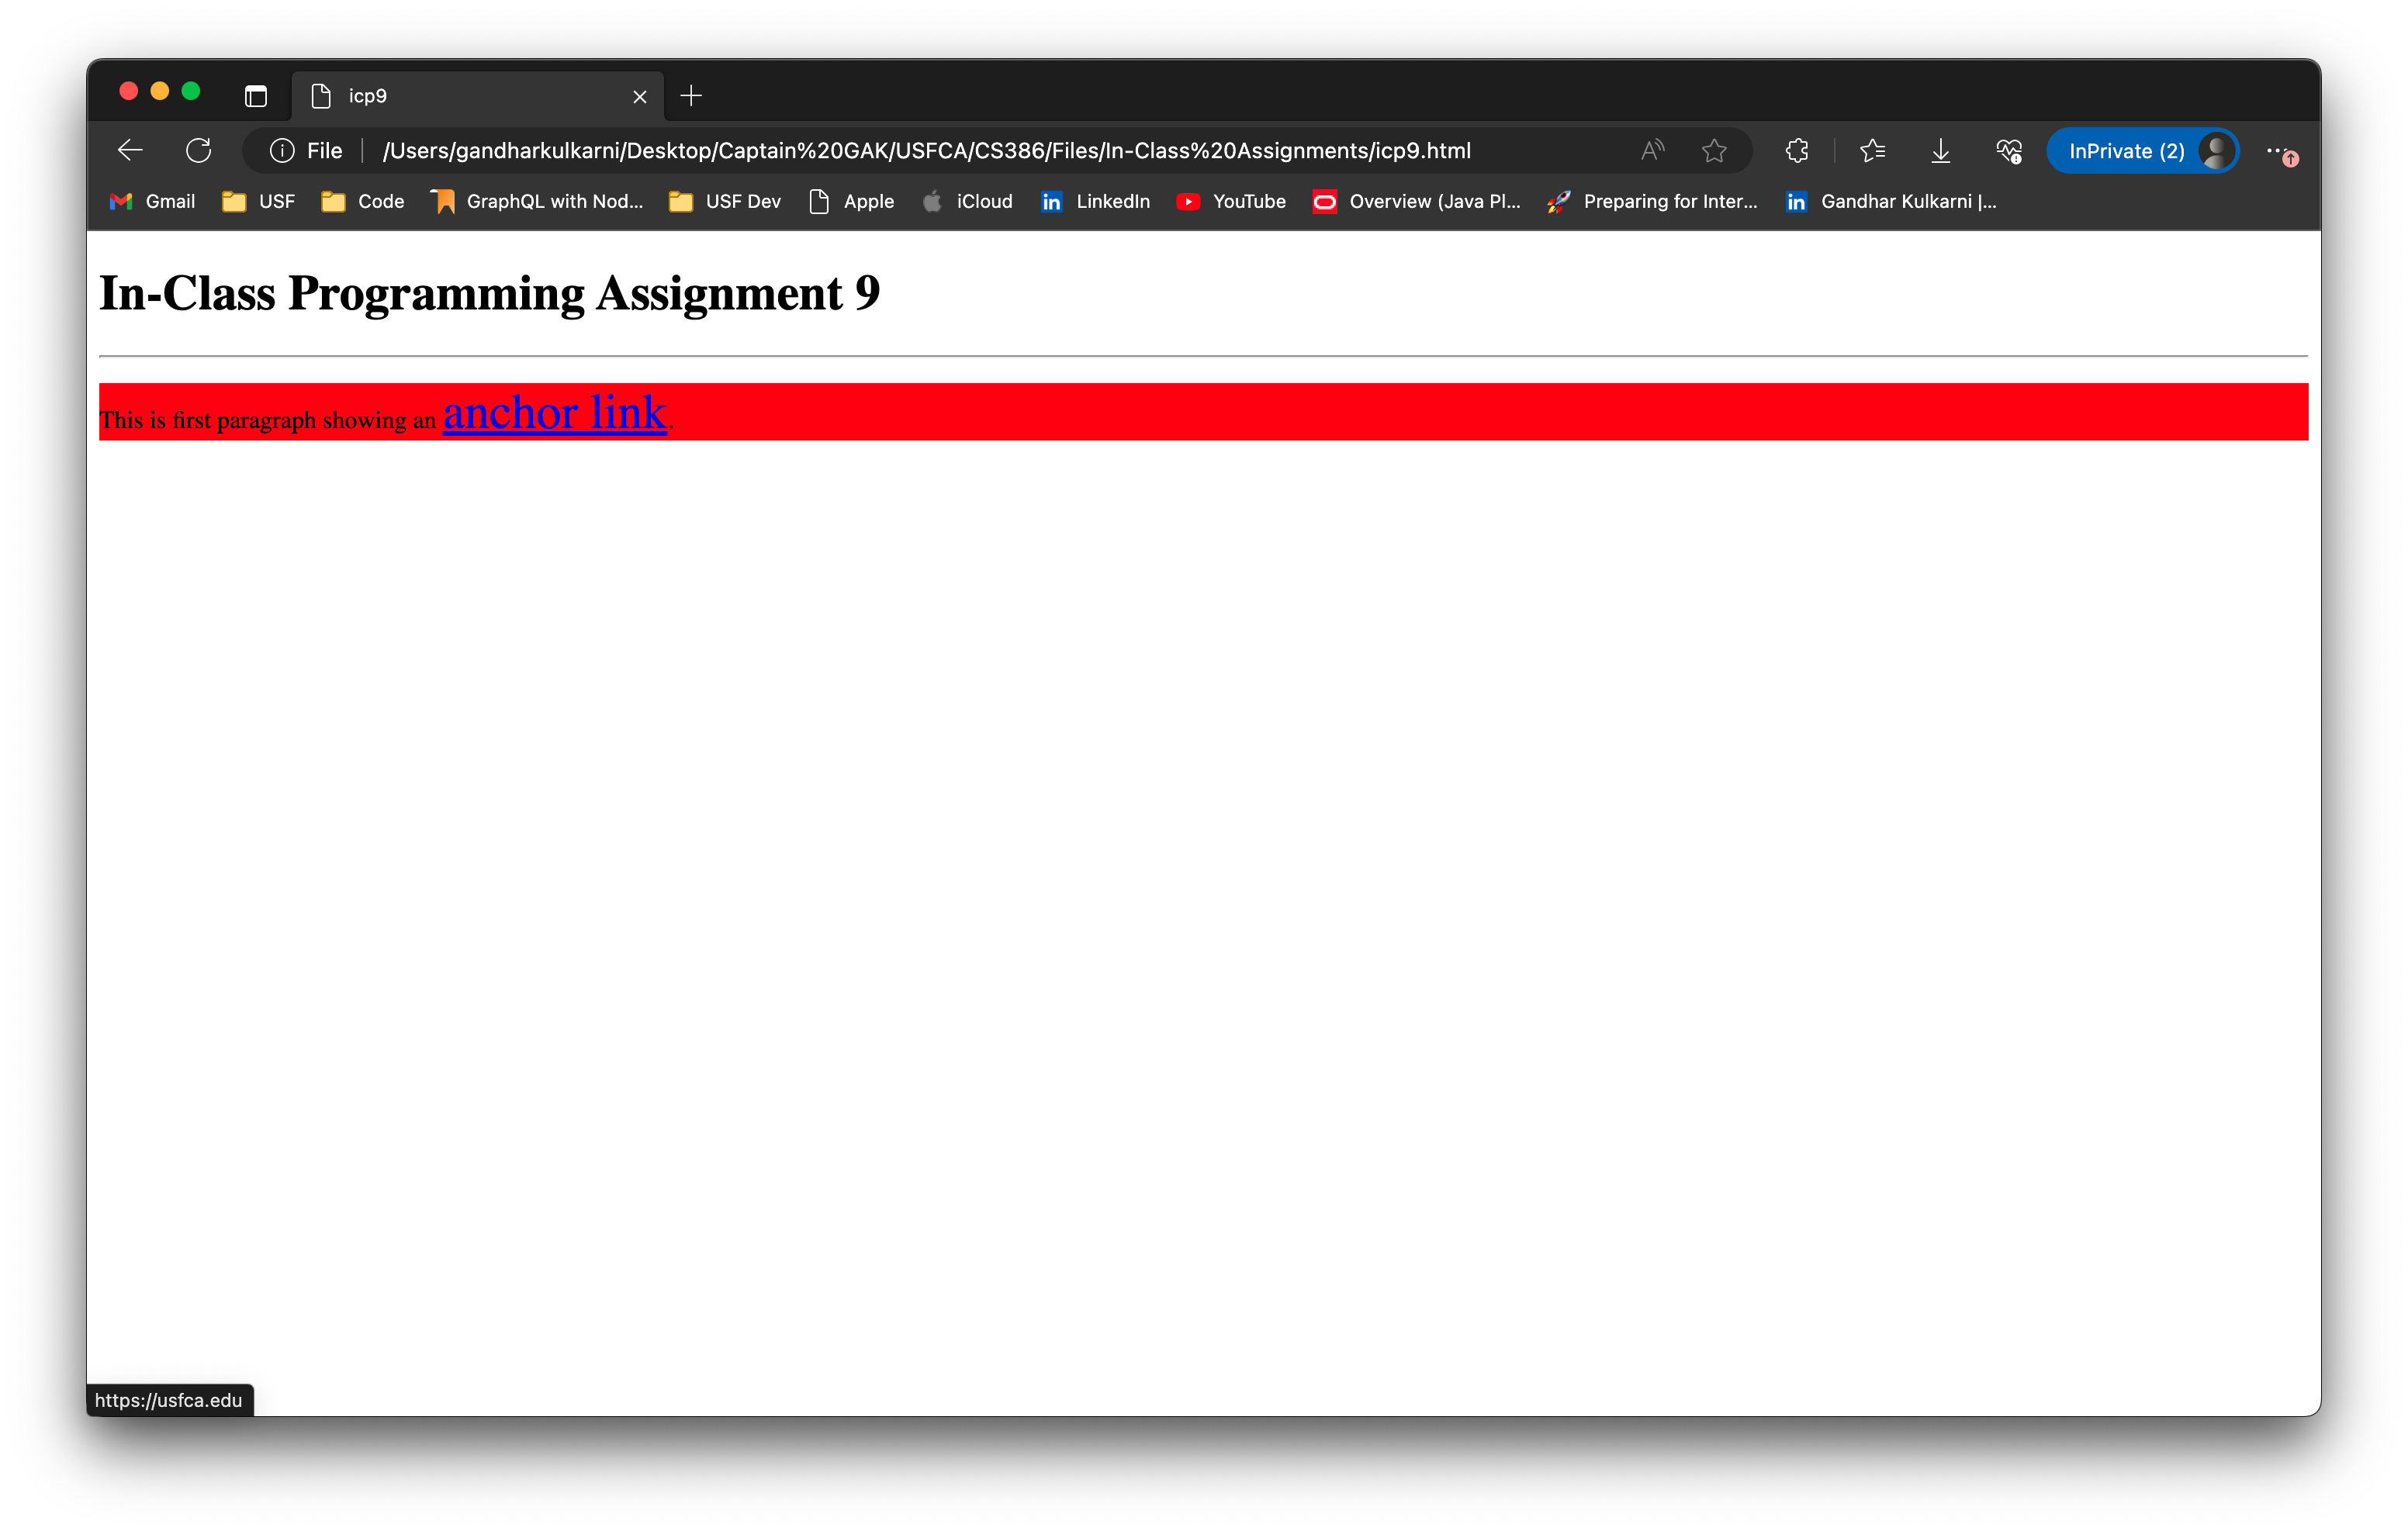 icp9
File /Users/gandharkulkarni/Desktop/Captain%20GAK/USFCA/CS386/Files/In-Class%20Assignments/icp9.html InPrivate (2)
Gmail USF Code GraphQL with Nod... USF Dev Apple iCloud LinkedIn YouTube Overview (Java Pl... Preparing for Inter... Gandhar Kulkarni |...
In-Class Programming Assignment 9
This is first paragraph showing an anchor link.
https://usfca.edu